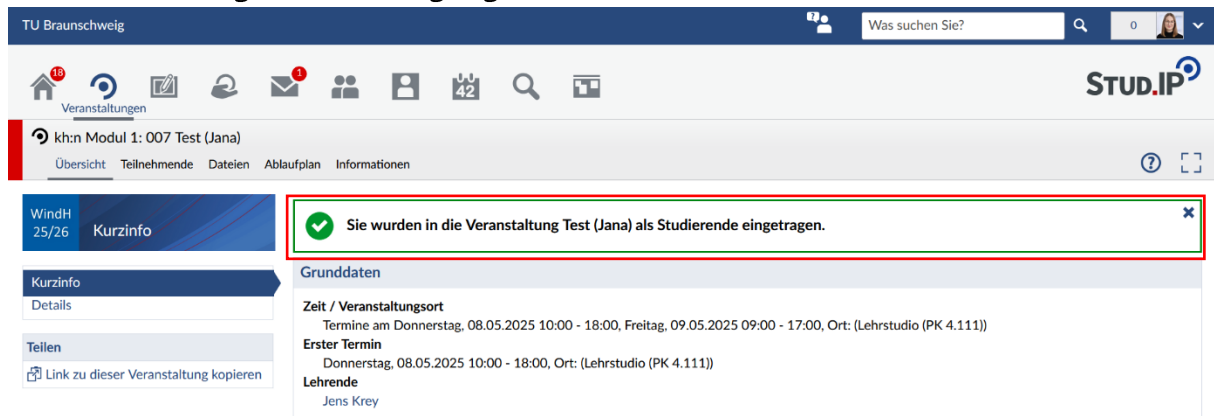 TU Braunschweig
Was suchen Sie?
0
18
1
42
Veranstaltungen
STUD.IP
kh:n Modul 1: 007 Test (Jana)
Übersicht Teilnehmende Dateien Ablaufplan Informationen
WindH
25/26
Kurzinfo
Sie wurden in die Veranstaltung Test (Jana) als Studierende eingetragen.
Kurzinfo
Details
Teilen
Link zu dieser Veranstaltung kopieren
Grunddaten
Zeit / Veranstaltungsort
Termine am Donnerstag, 08.05.2025 10:00 - 18:00, Freitag, 09.05.2025 09:00 - 17:00, Ort: (Lehrstudio (PK 4.111))
Erster Termin
Donnerstag, 08.05.2025 10:00 - 18:00, Ort: (Lehrstudio (PK 4.111))
Lehrende
Jens Krey